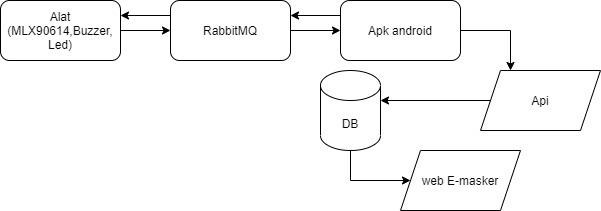 Alat
(MLX90614,Buzzer,
Led)
RabbitMQ
Apk android
Api
DB
web E-masker